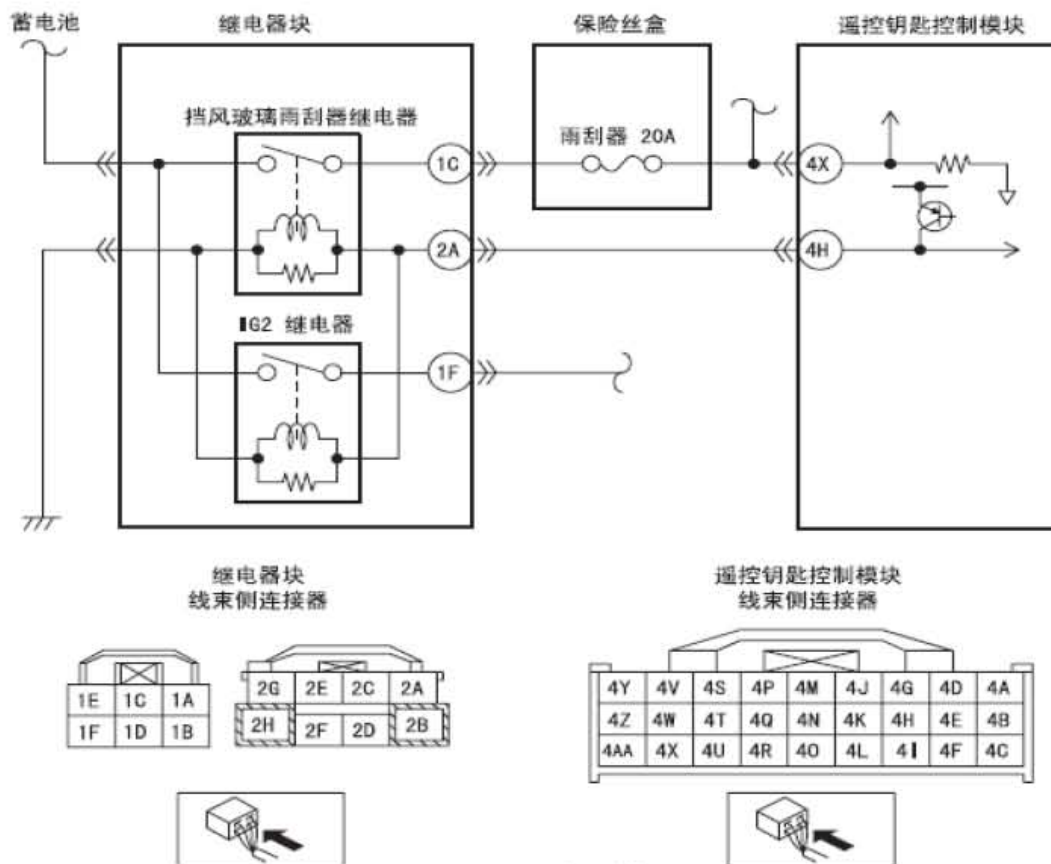 蓄电池
继电器块
保险丝盒
遥控钥匙控制模块
挡风玻璃雨刮器继电器
雨刮器 20A
1C
4X
2A
4H
IG2 继电器
1F
继电器块
线束侧连接器
遥控钥匙控制模块
线束侧连接器
1E 1C 1A
1F 1D 1B
2G 2E 2C 2A
2H 2F 2D 2B
4Y 4V 4S 4P 4M 4J 4G 4D 4A
4Z 4W 4T 4Q 4N 4K 4H 4E 4B
4AA 4X 4U 4R 4O 4L 4I 4F 4C